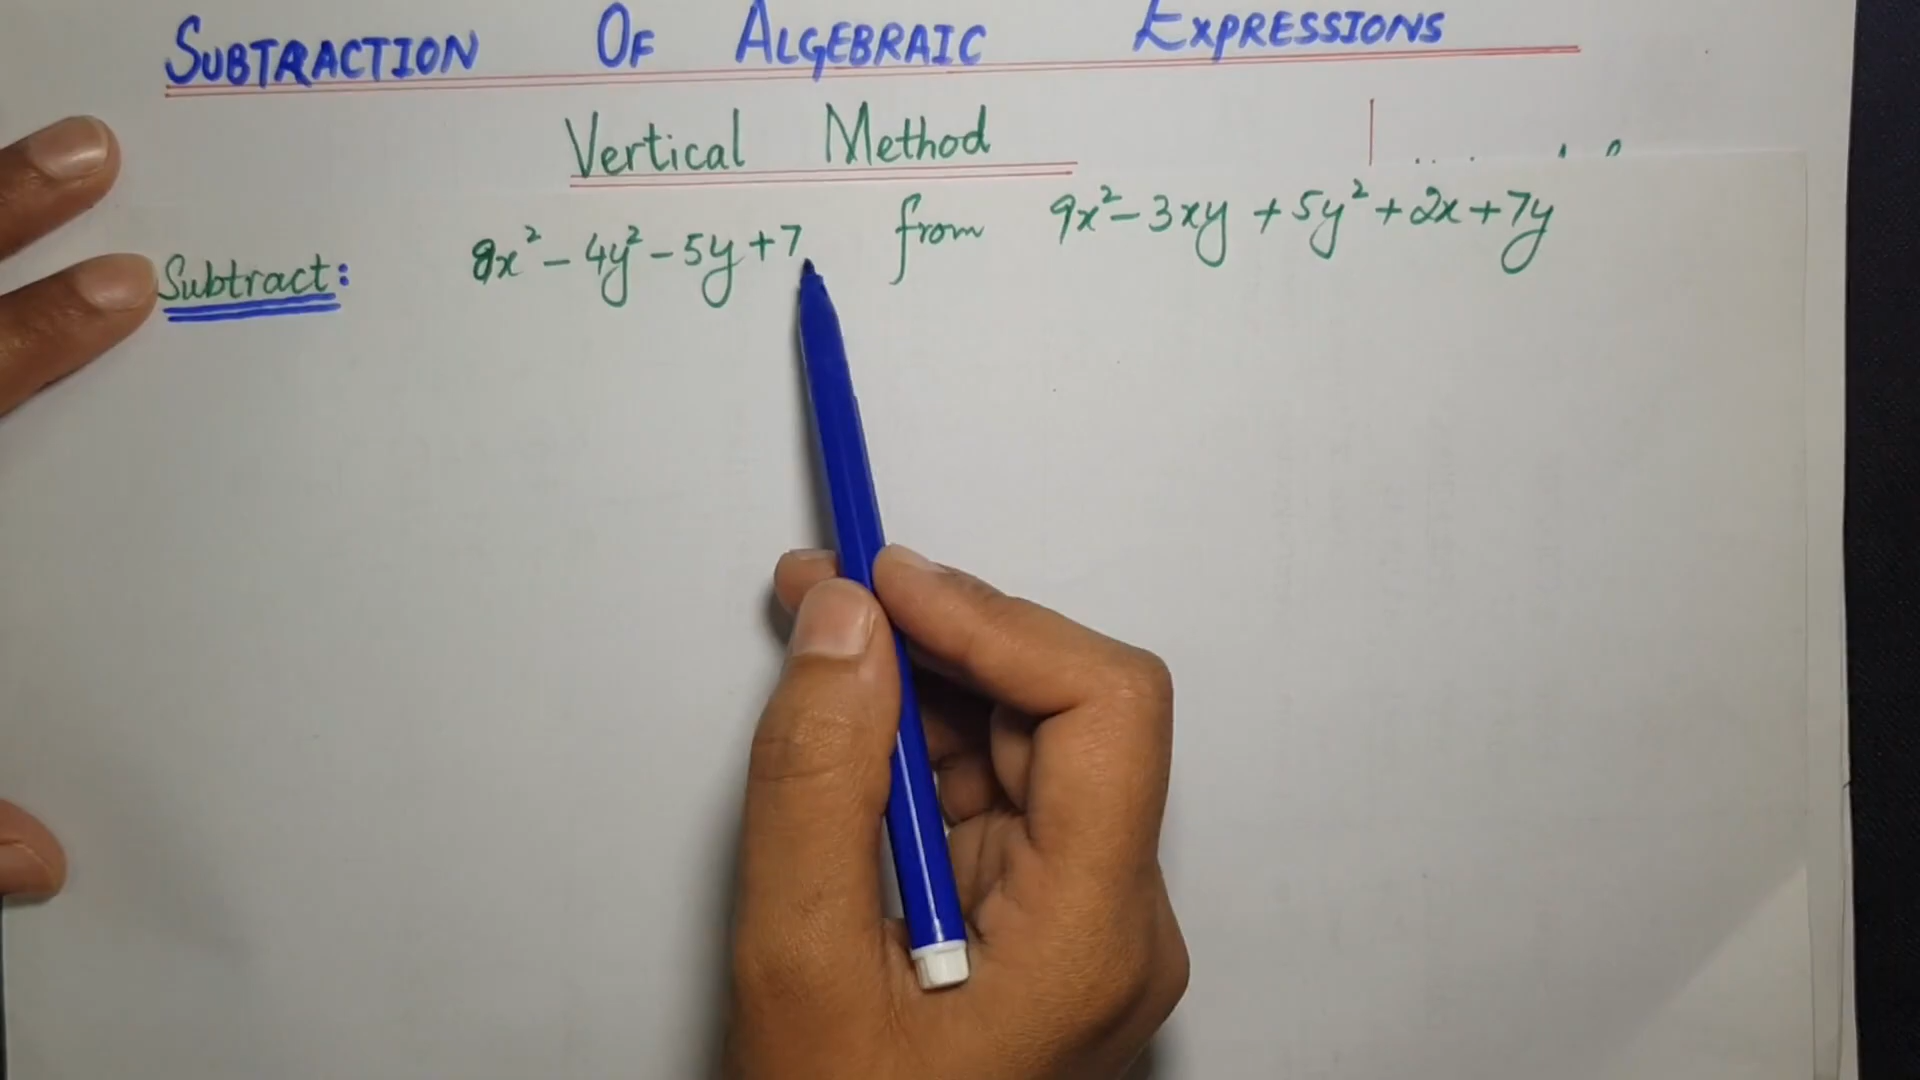 SUBTRACTION OF ALGEBRAIC EXPRESSIONS
Vertical Method
Subtract: 8x² - 4y² - 5y + 7 from 9x² - 3xy + 5y² + 2x + 7y